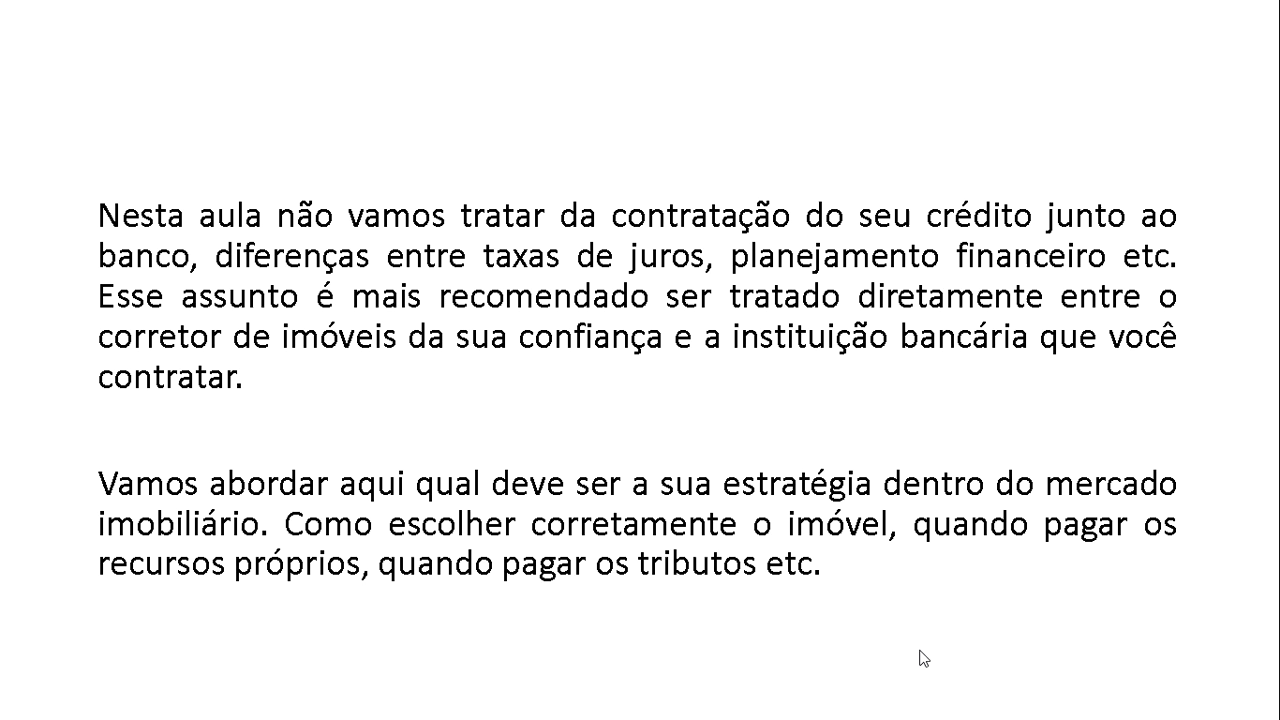 Nesta aula não vamos tratar da contratação do seu crédito junto ao
banco, diferenças entre taxas de juros, planejamento financeiro etc.
Esse assunto é mais recomendado ser tratado diretamente entre o
corretor de imóveis da sua confiança e a instituição bancária que você
contratar.
Vamos abordar aqui qual deve ser a sua estratégia dentro do mercado
imobiliário. Como escolher corretamente o imóvel, quando pagar os
recursos próprios, quando pagar os tributos etc.